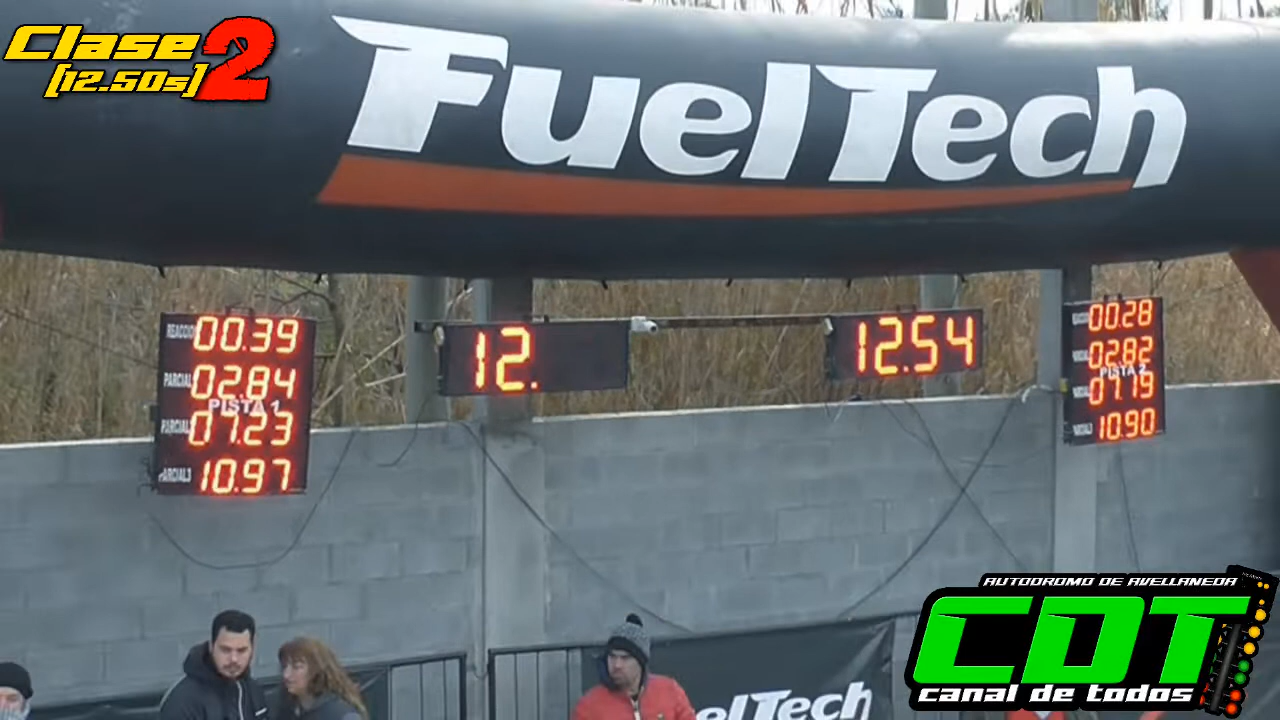 Clase 2
[12.50s]
FuelTech
REACCIO 00.39
PARCIAL 02.84
PISTA 1
PARCIAL 07.23
PARCIAL3 10.97
12.
12.54
00.28
02.82
PISTA 2
07.19
10.90
AUTODROMO DE AVELLANEDA
CDT
canal de todos
elTech